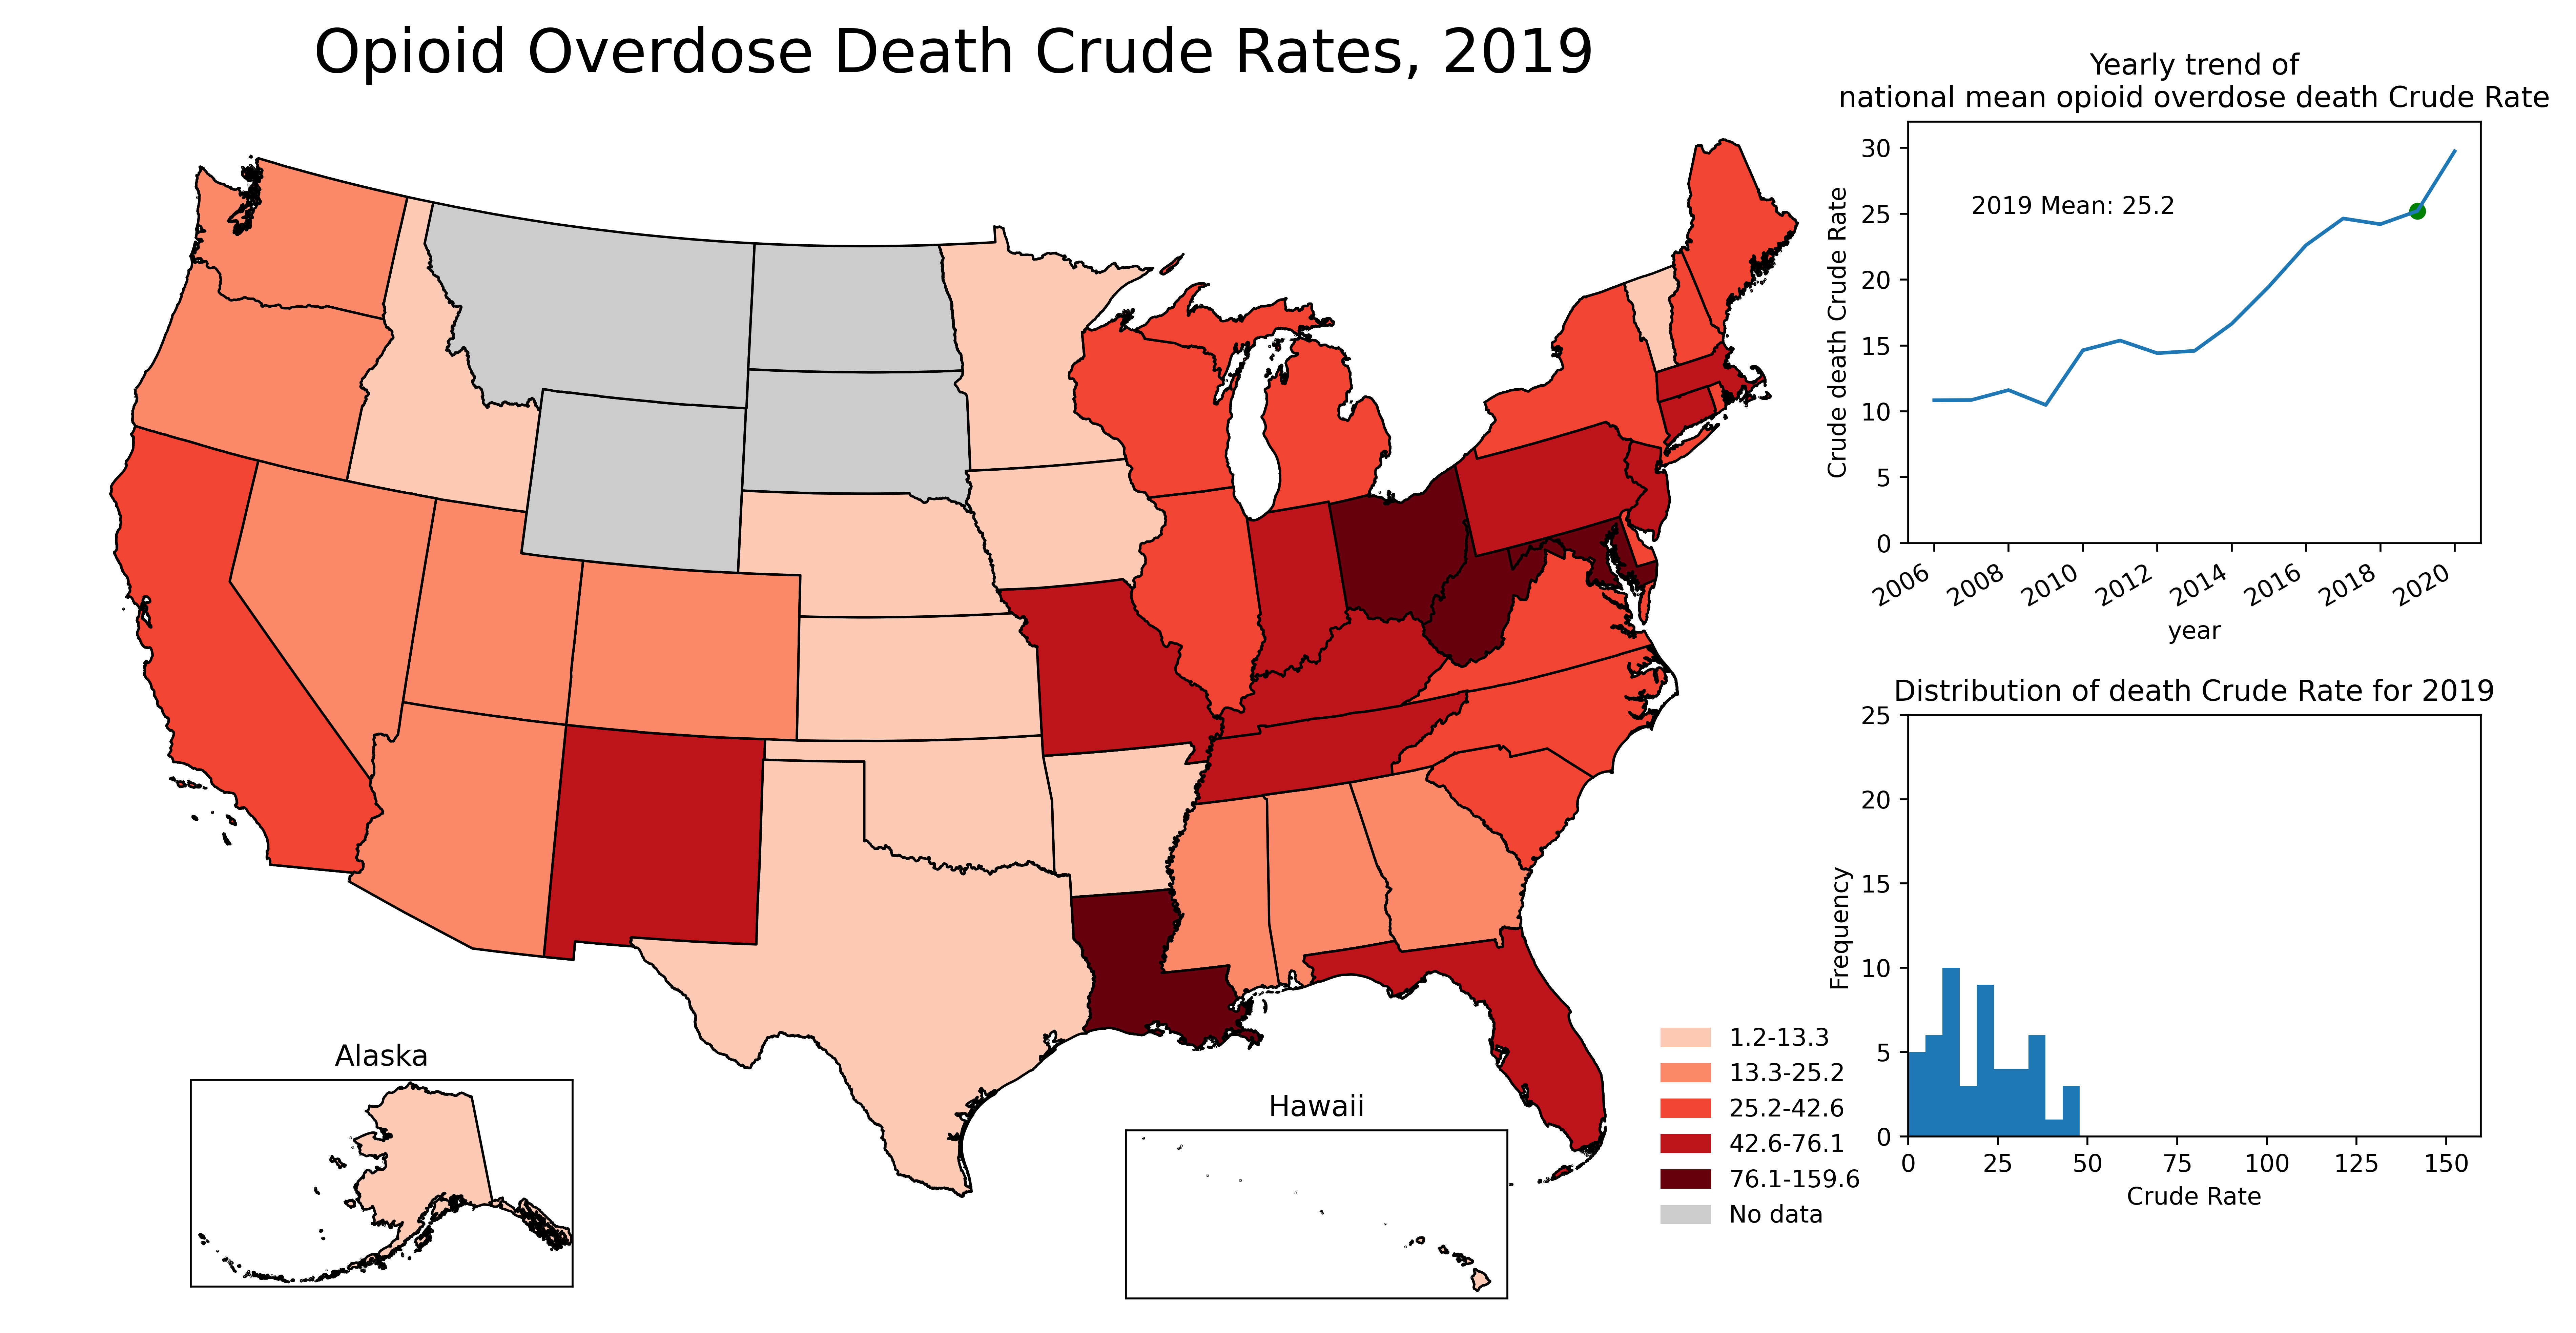 Opioid Overdose Death Crude Rates, 2019
Yearly trend of
national mean opioid overdose death Crude Rate
30
25
20
15
10
5
0
Crude death Crude Rate
2019 Mean: 25.2
2006
2008
2010
2012
2014
2016
2018
2020
year
Distribution of death Crude Rate for 2019
25
20
15
10
5
0
Frequency
0
25
50
75
100
125
150
Crude Rate
Alaska
Hawaii
1.2-13.3
13.3-25.2
25.2-42.6
42.6-76.1
76.1-159.6
No data